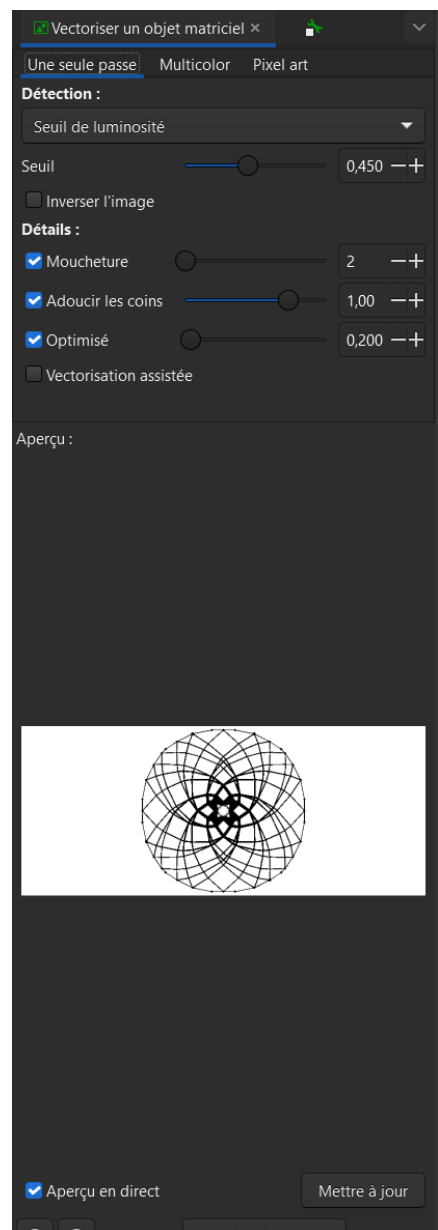 Vectoriser un objet matriciel
Une seule passe Multicolor Pixel art
Détection :
Seuil de luminosité
Seuil 0,450
Inverser l'image
Détails :
Moucheture 2
Adoucir les coins 1,00
Optimisé 0,200
Vectorisation assistée
Aperçu :
Aperçu en direct Mettre à jour